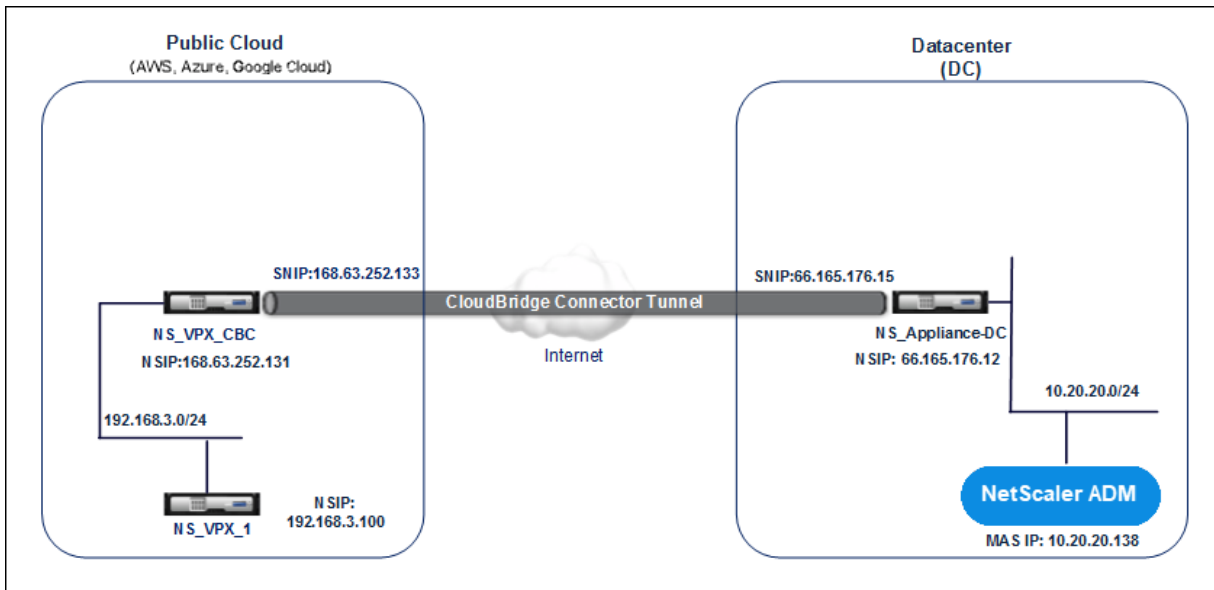 Public Cloud
(AWS, Azure, Google Cloud)
Datacenter
(DC)
SNIP:168.63.252.133
SNIP:66.165.176.15
CloudBridge Connector Tunnel
NS_VPX_CBC
NSIP:168.63.252.131
Internet
NS_Appliance-DC
NSIP: 66.165.176.12
192.168.3.0/24
10.20.20.0/24
NS_VPX_1
NSIP:
192.168.3.100
NetScaler ADM
MAS IP: 10.20.20.138